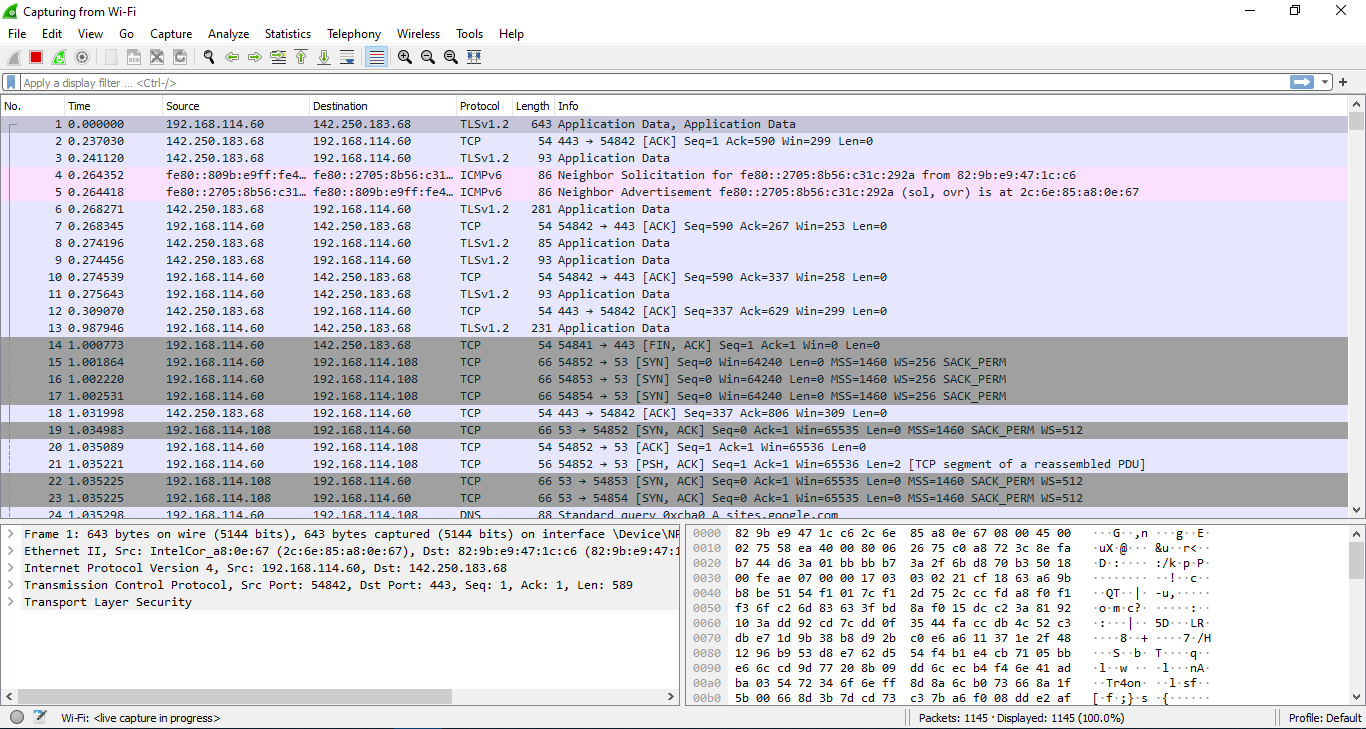 Capturing from Wi-Fi
File Edit View Go Capture Analyze Statistics Telephony Wireless Tools Help
Apply a display filter ... <Ctrl-/>
No. Time Source Destination Protocol Length Info
1 0.000000 192.168.114.60 142.250.183.68 TLSv1.2 643 Application Data, Application Data
2 0.237030 142.250.183.68 192.168.114.60 TCP 54 443 → 54842 [ACK] Seq=1 Ack=590 Win=299 Len=0
3 0.241120 142.250.183.68 192.168.114.60 TLSv1.2 93 Application Data
4 0.264352 fe80::809b:e9ff:fe4… fe80::2705:8b56:c31… ICMPv6 86 Neighbor Solicitation for fe80::2705:8b56:c31c:292a from 82:9b:e9:47:1c:c6
5 0.264418 fe80::2705:8b56:c31… fe80::809b:e9ff:fe4… ICMPv6 86 Neighbor Advertisement fe80::2705:8b56:c31c:292a (sol, ovr) is at 2c:6e:85:a8:0e:67
6 0.268271 142.250.183.68 192.168.114.60 TLSv1.2 281 Application Data
7 0.268345 192.168.114.60 142.250.183.68 TCP 54 54842 → 443 [ACK] Seq=590 Ack=267 Win=253 Len=0
8 0.274196 142.250.183.68 192.168.114.60 TLSv1.2 85 Application Data
9 0.274456 142.250.183.68 192.168.114.60 TLSv1.2 93 Application Data
10 0.274539 192.168.114.60 142.250.183.68 TCP 54 54842 → 443 [ACK] Seq=590 Ack=337 Win=258 Len=0
11 0.275643 192.168.114.60 142.250.183.68 TLSv1.2 93 Application Data
12 0.309070 142.250.183.68 192.168.114.60 TCP 54 443 → 54842 [ACK] Seq=337 Ack=629 Win=299 Len=0
13 0.987946 192.168.114.60 142.250.183.68 TLSv1.2 231 Application Data
14 1.000773 192.168.114.60 142.250.183.68 TCP 54 54841 → 443 [FIN, ACK] Seq=1 Ack=1 Win=0 Len=0
15 1.001864 192.168.114.60 192.168.114.108 TCP 66 54852 → 53 [SYN] Seq=0 Win=64240 Len=0 MSS=1460 WS=256 SACK_PERM
16 1.002220 192.168.114.60 192.168.114.108 TCP 66 54853 → 53 [SYN] Seq=0 Win=64240 Len=0 MSS=1460 WS=256 SACK_PERM
17 1.002531 192.168.114.60 192.168.114.108 TCP 66 54854 → 53 [SYN] Seq=0 Win=64240 Len=0 MSS=1460 WS=256 SACK_PERM
18 1.031998 142.250.183.68 192.168.114.60 TCP 54 443 → 54842 [ACK] Seq=337 Ack=806 Win=309 Len=0
19 1.034983 192.168.114.108 192.168.114.60 TCP 66 53 → 54852 [SYN, ACK] Seq=0 Ack=1 Win=65535 Len=0 MSS=1460 SACK_PERM WS=512
20 1.035089 192.168.114.60 192.168.114.108 TCP 54 54852 → 53 [ACK] Seq=1 Ack=1 Win=65536 Len=0
21 1.035221 192.168.114.60 192.168.114.108 TCP 56 54852 → 53 [PSH, ACK] Seq=1 Ack=1 Win=65536 Len=2 [TCP segment of a reassembled PDU]
22 1.035225 192.168.114.108 192.168.114.60 TCP 66 53 → 54853 [SYN, ACK] Seq=0 Ack=1 Win=65535 Len=0 MSS=1460 SACK_PERM WS=512
23 1.035225 192.168.114.108 192.168.114.60 TCP 66 53 → 54854 [SYN, ACK] Seq=0 Ack=1 Win=65535 Len=0 MSS=1460 SACK_PERM WS=512
24 1.035298 192.168.114.60 192.168.114.108 DNS 88 Standard query 0xcba0 A sites.google.com
Frame 1: 643 bytes on wire (5144 bits), 643 bytes captured (5144 bits) on interface \Device\NP
Ethernet II, Src: IntelCor_a8:0e:67 (2c:6e:85:a8:0e:67), Dst: 82:9b:e9:47:1c:c6 (82:9b:e9:47:1
Internet Protocol Version 4, Src: 192.168.114.60, Dst: 142.250.183.68
Transmission Control Protocol, Src Port: 54842, Dst Port: 443, Seq: 1, Ack: 1, Len: 589
Transport Layer Security
0000 82 9b e9 47 1c c6 2c 6e 85 a8 0e 67 08 00 45 00 ···G··,n ···g··E·
0010 02 75 58 ea 40 00 80 06 26 75 c0 a8 72 3c 8e fa ·uX·@··· &u··r<··
0020 b7 44 d6 3a 01 bb bb b7 3a 2f 6b d8 70 b3 50 18 ·D·:···· :/k·p·P·
0030 00 fe ae 07 00 00 17 03 03 02 21 cf 18 63 a6 9b ········ ··!··c··
0040 b8 be 51 54 f1 01 7c f1 2d 75 2c cc fd a8 f0 f1 ··QT··|· -u,·····
0050 f3 6f c2 6d 83 63 3f bd 8a f0 15 dc c2 3a 81 92 ·o·m·c?· ·····:··
0060 10 3a dd 92 cd 7c dd 0f 35 44 fa cc db 4c 52 c3 ·:···|·· 5D···LR·
0070 db e7 1d 9b 38 b8 d9 2b c0 e6 a6 11 37 1e 2f 48 ····8··+ ····7·/H
0080 12 96 b9 53 d8 e7 62 d5 54 f4 b1 e4 cb 71 05 bb ···S··b· T····q··
0090 e6 6c cd 9d 77 20 8b 09 dd 6c ec b4 f4 6e 41 ad ·l··w ·· ·l···nA·
00a0 ba 03 54 72 34 6f 6e ff 8d 8a 6c b0 73 66 8a 1f ··Tr4on· ··l·sf··
00b0 5b 00 66 8d 3b 7d cd 73 c3 7b a6 f0 08 dd e2 af [·f·;}·s ·{······
Wi-Fi: <live capture in progress> Packets: 1145 · Displayed: 1145 (100.0%) Profile: Default